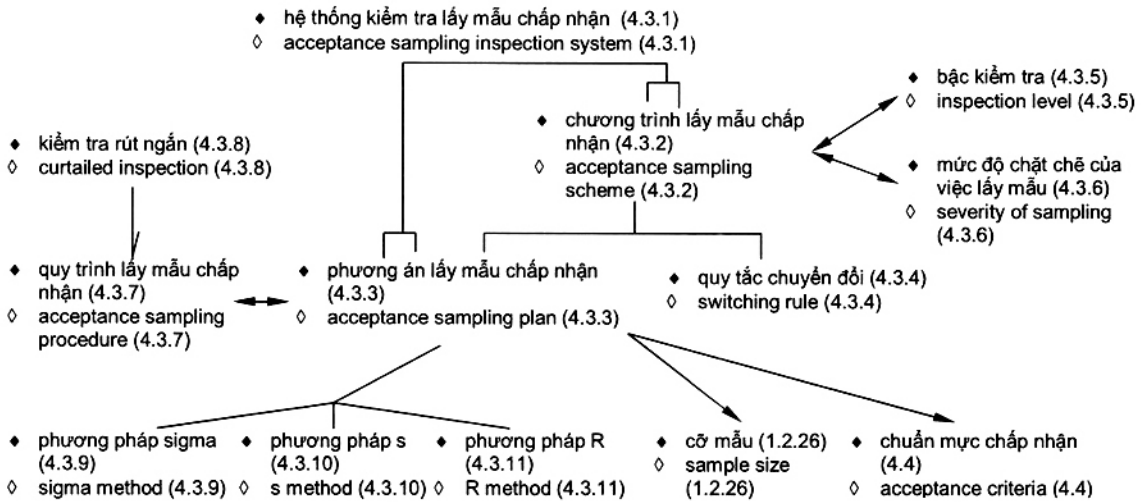 ♦ hệ thống kiểm tra lấy mẫu chấp nhận (4.3.1)
◊ acceptance sampling inspection system (4.3.1)
♦ bậc kiểm tra (4.3.5)
◊ inspection level (4.3.5)
♦ chương trình lấy mẫu chấp
nhận (4.3.2)
◊ acceptance sampling
scheme (4.3.2)
♦ kiểm tra rút ngắn (4.3.8)
◊ curtailed inspection (4.3.8)
♦ mức độ chặt chẽ của
việc lấy mẫu (4.3.6)
◊ severity of sampling
(4.3.6)
♦ quy trình lấy mẫu chấp
nhận (4.3.7)
◊ acceptance sampling
procedure (4.3.7)
♦ phương án lấy mẫu chấp nhận
(4.3.3)
◊ acceptance sampling plan (4.3.3)
♦ quy tắc chuyển đổi (4.3.4)
◊ switching rule (4.3.4)
♦ phương pháp sigma
(4.3.9)
◊ sigma method (4.3.9)
♦ phương pháp s
(4.3.10)
◊ s method (4.3.10)
♦ phương pháp R
(4.3.11)
◊ R method (4.3.11)
♦ cỡ mẫu (1.2.26)
◊ sample size
(1.2.26)
♦ chuẩn mực chấp nhận
(4.4)
◊ acceptance criteria (4.4)